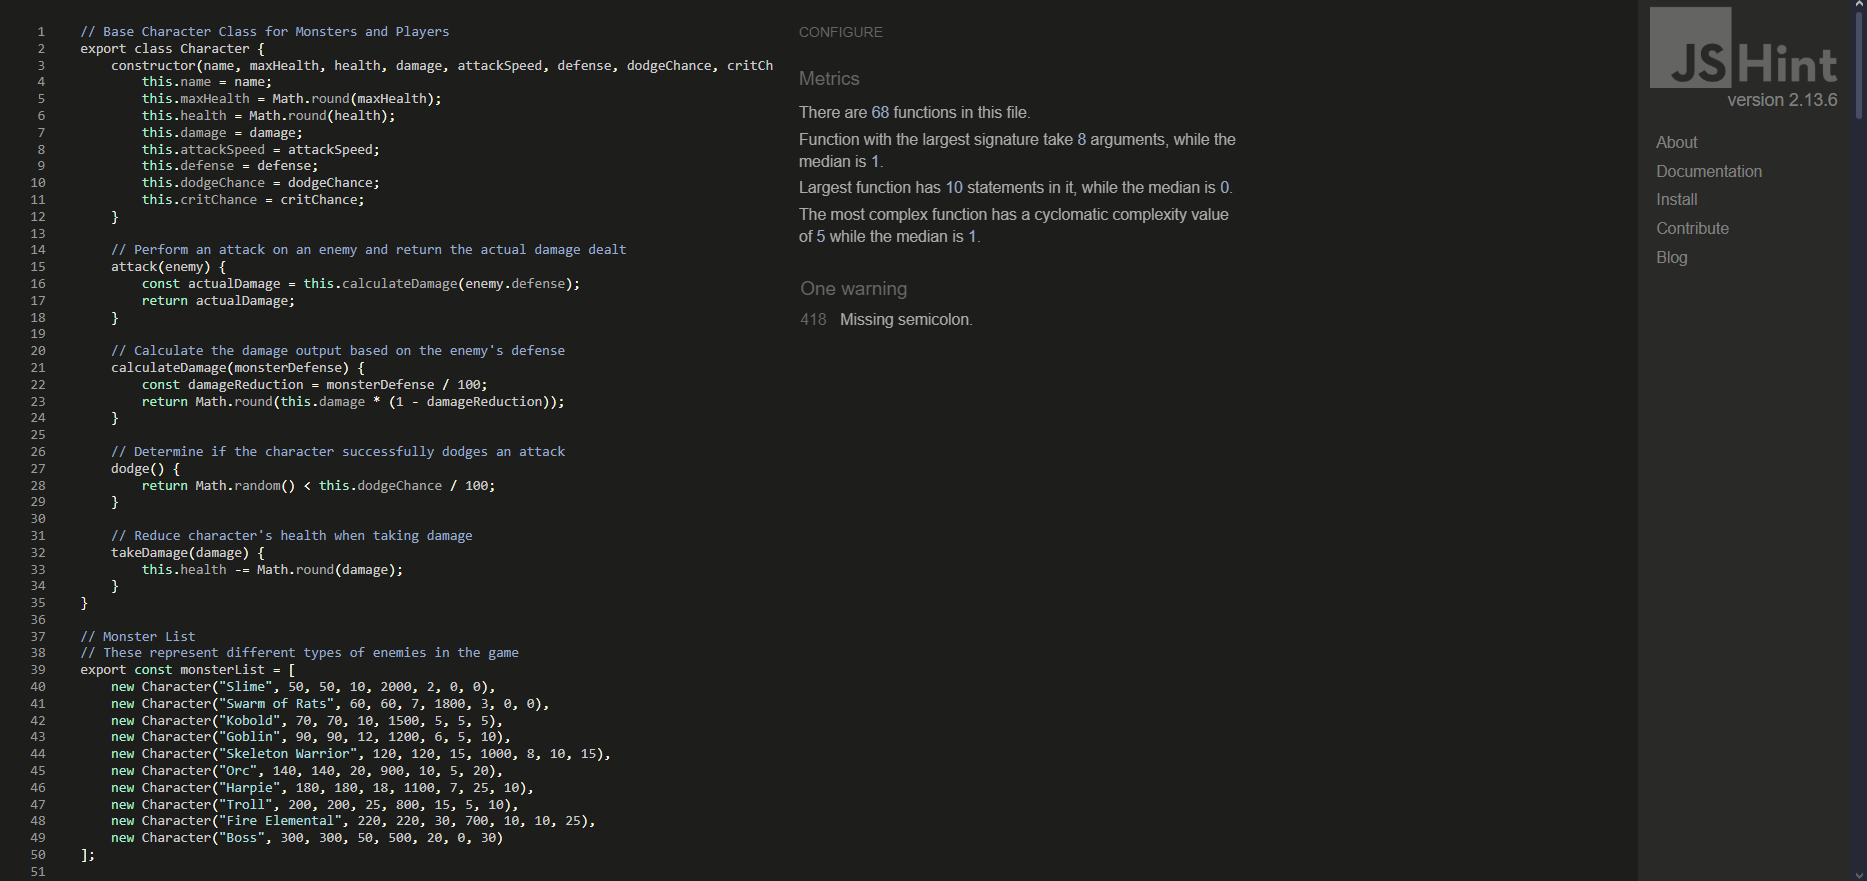 1 // Base Character Class for Monsters and Players
2 export class Character {
3 constructor(name, maxHealth, health, damage, attackSpeed, defense, dodgeChance, critCh
4 this.name = name;
5 this.maxHealth = Math.round(maxHealth);
6 this.health = Math.round(health);
7 this.damage = damage;
8 this.attackSpeed = attackSpeed;
9 this.defense = defense;
10 this.dodgeChance = dodgeChance;
11 this.critChance = critChance;
12 }
13
14 // Perform an attack on an enemy and return the actual damage dealt
15 attack(enemy) {
16 const actualDamage = this.calculateDamage(enemy.defense);
17 return actualDamage;
18 }
19
20 // Calculate the damage output based on the enemy's defense
21 calculateDamage(monsterDefense) {
22 const damageReduction = monsterDefense / 100;
23 return Math.round(this.damage * (1 - damageReduction));
24 }
25
26 // Determine if the character successfully dodges an attack
27 dodge() {
28 return Math.random() < this.dodgeChance / 100;
29 }
30
31 // Reduce character's health when taking damage
32 takeDamage(damage) {
33 this.health -= Math.round(damage);
34 }
35 }
36
37 // Monster List
38 // These represent different types of enemies in the game
39 export const monsterList = [
40 new Character("Slime", 50, 50, 10, 2000, 2, 0, 0),
41 new Character("Swarm of Rats", 60, 60, 7, 1800, 3, 0, 0),
42 new Character("Kobold", 70, 70, 10, 1500, 5, 5, 5),
43 new Character("Goblin", 90, 90, 12, 1200, 6, 5, 10),
44 new Character("Skeleton Warrior", 120, 120, 15, 1000, 8, 10, 15),
45 new Character("Orc", 140, 140, 20, 900, 10, 5, 20),
46 new Character("Harpie", 180, 180, 18, 1100, 7, 25, 10),
47 new Character("Troll", 200, 200, 25, 800, 15, 5, 10),
48 new Character("Fire Elemental", 220, 220, 30, 700, 10, 10, 25),
49 new Character("Boss", 300, 300, 50, 500, 20, 0, 30)
50 ];
51
CONFIGURE
Metrics
There are 68 functions in this file.
Function with the largest signature take 8 arguments, while the
median is 1.
Largest function has 10 statements in it, while the median is 0.
The most complex function has a cyclomatic complexity value
of 5 while the median is 1.
One warning
418 Missing semicolon.
JSHint
version 2.13.6
About
Documentation
Install
Contribute
Blog